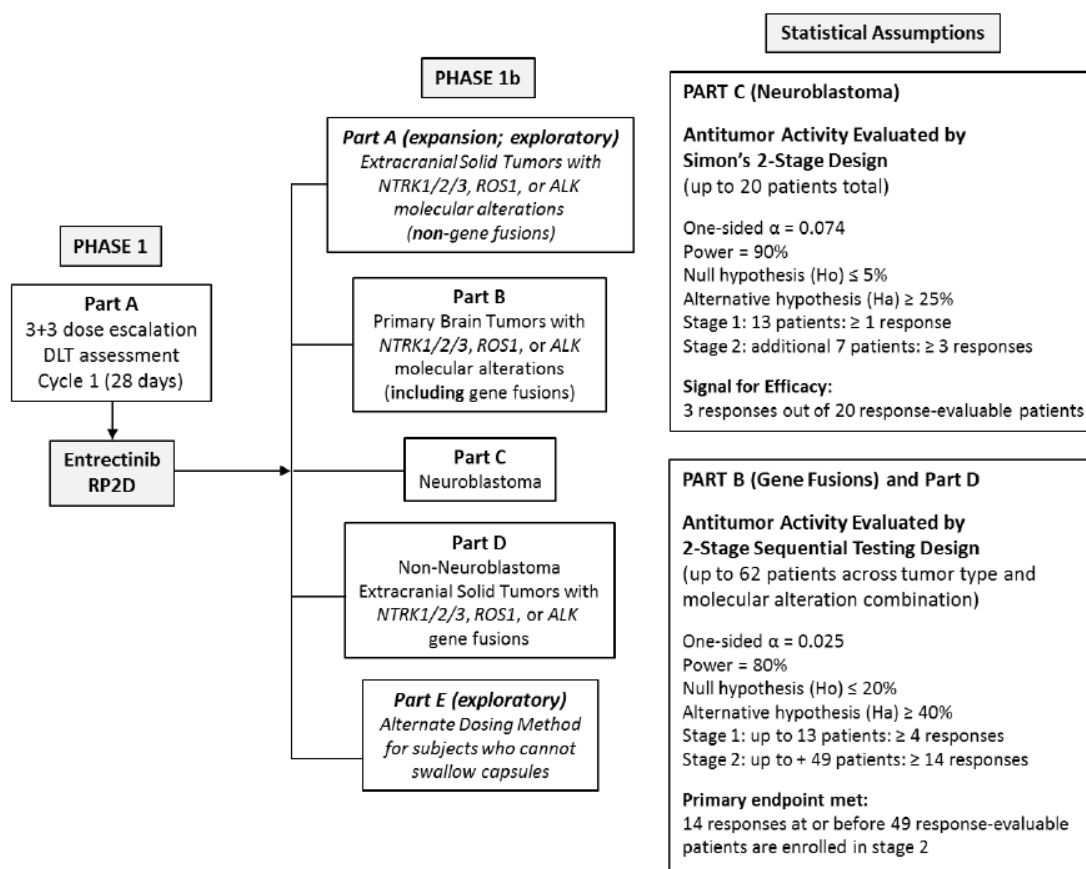 PHASE 1
Part A
3+3 dose escalation
DLT assessment
Cycle 1 (28 days)
Entrectinib
RP2D
PHASE 1b
Part A (expansion; exploratory)
Extracranial Solid Tumors with
NTRK1/2/3, ROS1, or ALK
molecular alterations
(non-gene fusions)
Part B
Primary Brain Tumors with
NTRK1/2/3, ROS1, or ALK
molecular alterations
(including gene fusions)
Part C
Neuroblastoma
Part D
Non-Neuroblastoma
Extracranial Solid Tumors with
NTRK1/2/3, ROS1, or ALK
gene fusions
Part E (exploratory)
Alternate Dosing Method
for subjects who cannot
swallow capsules
Statistical Assumptions
PART C (Neuroblastoma)
Antitumor Activity Evaluated by
Simon's 2-Stage Design
(up to 20 patients total)
One-sided α = 0.074
Power = 90%
Null hypothesis (Ho) ≤ 5%
Alternative hypothesis (Ha) ≥ 25%
Stage 1: 13 patients: ≥ 1 response
Stage 2: additional 7 patients: ≥ 3 responses
Signal for Efficacy:
3 responses out of 20 response-evaluable patients
PART B (Gene Fusions) and Part D
Antitumor Activity Evaluated by
2-Stage Sequential Testing Design
(up to 62 patients across tumor type and
molecular alteration combination)
One-sided α = 0.025
Power = 80%
Null hypothesis (Ho) ≤ 20%
Alternative hypothesis (Ha) ≥ 40%
Stage 1: up to 13 patients: ≥ 4 responses
Stage 2: up to + 49 patients: ≥ 14 responses
Primary endpoint met:
14 responses at or before 49 response-evaluable
patients are enrolled in stage 2